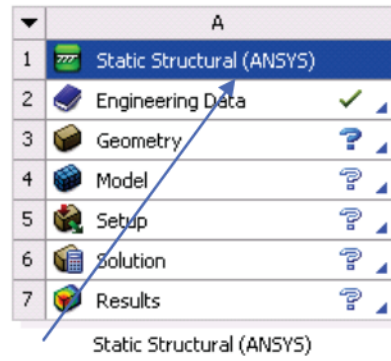 A
1 Static Structural (ANSYS)
2 Engineering Data
3 Geometry
4 Model
5 Setup
6 Solution
7 Results
Static Structural (ANSYS)